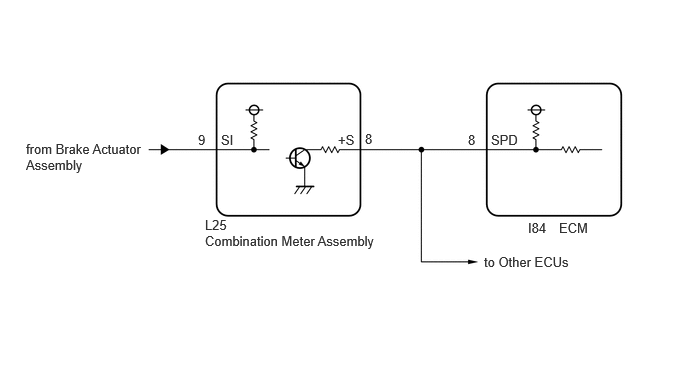 from Brake Actuator
Assembly
9
SI
+S
8
L25
Combination Meter Assembly
8
SPD
I84 ECM
to Other ECUs